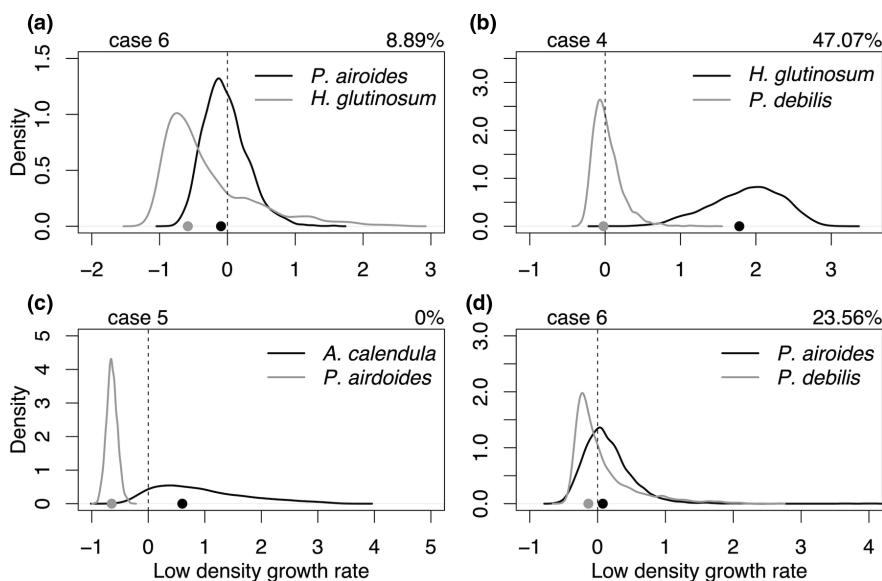 (a) case 6 8.89%
P. airoides
H. glutinosum
Density
1.5
1.0
0.5
0.0
−2 −1 0 1 2 3
(b) case 4 47.07%
H. glutinosum
P. debilis
3.0
2.0
1.0
0.0
−1 0 1 2 3
(c) case 5 0%
A. calendula
P. airdoides
Density
5
4
3
2
1
0
−1 0 1 2 3 4 5
Low density growth rate
(d) case 6 23.56%
P. airoides
P. debilis
3.0
2.0
1.0
0.0
−1 0 1 2 3 4
Low density growth rate